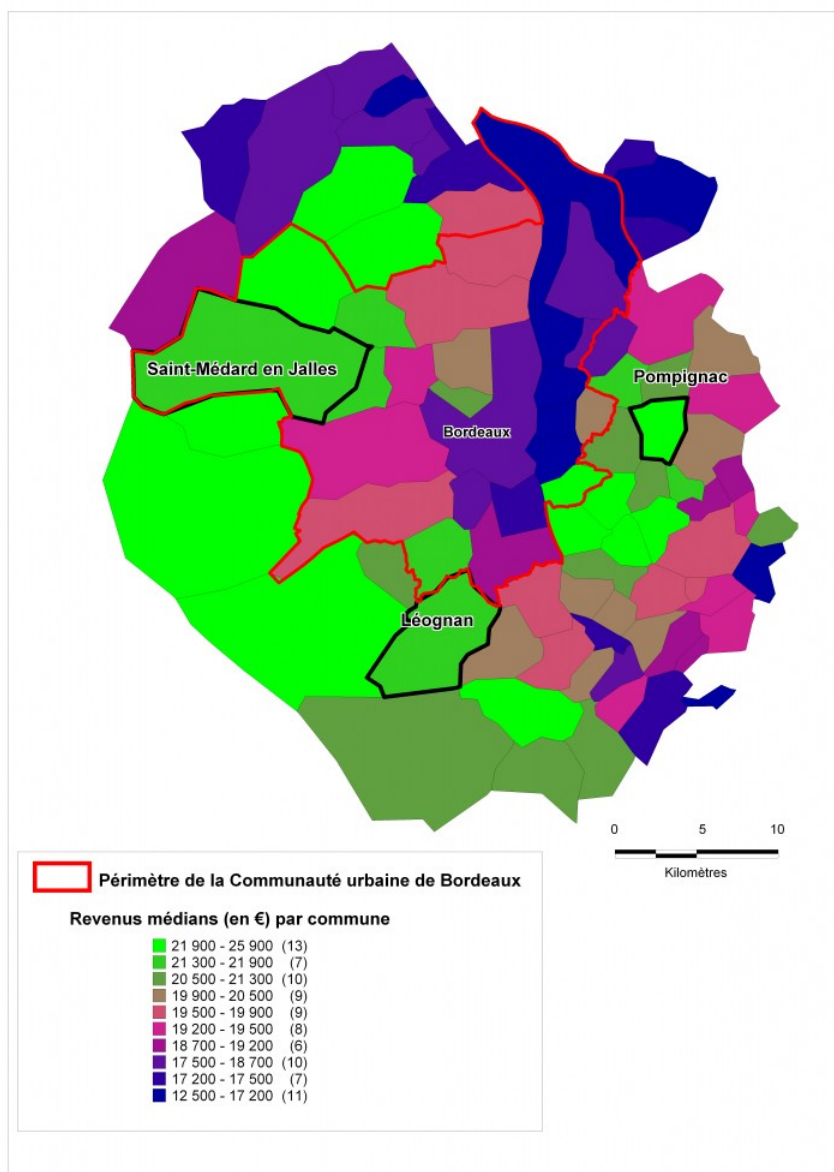 Saint-Médard en Jalles
Pompignac
Bordeaux
Léognan
0 5 10
Kilomètres
Périmètre de la Communauté urbaine de Bordeaux
Revenus médians (en €) par commune
21 900 - 25 900 (13)
21 300 - 21 900 (7)
20 500 - 21 300 (10)
19 900 - 20 500 (9)
19 500 - 19 900 (9)
19 200 - 19 500 (8)
18 700 - 19 200 (6)
17 500 - 18 700 (10)
17 200 - 17 500 (7)
12 500 - 17 200 (11)